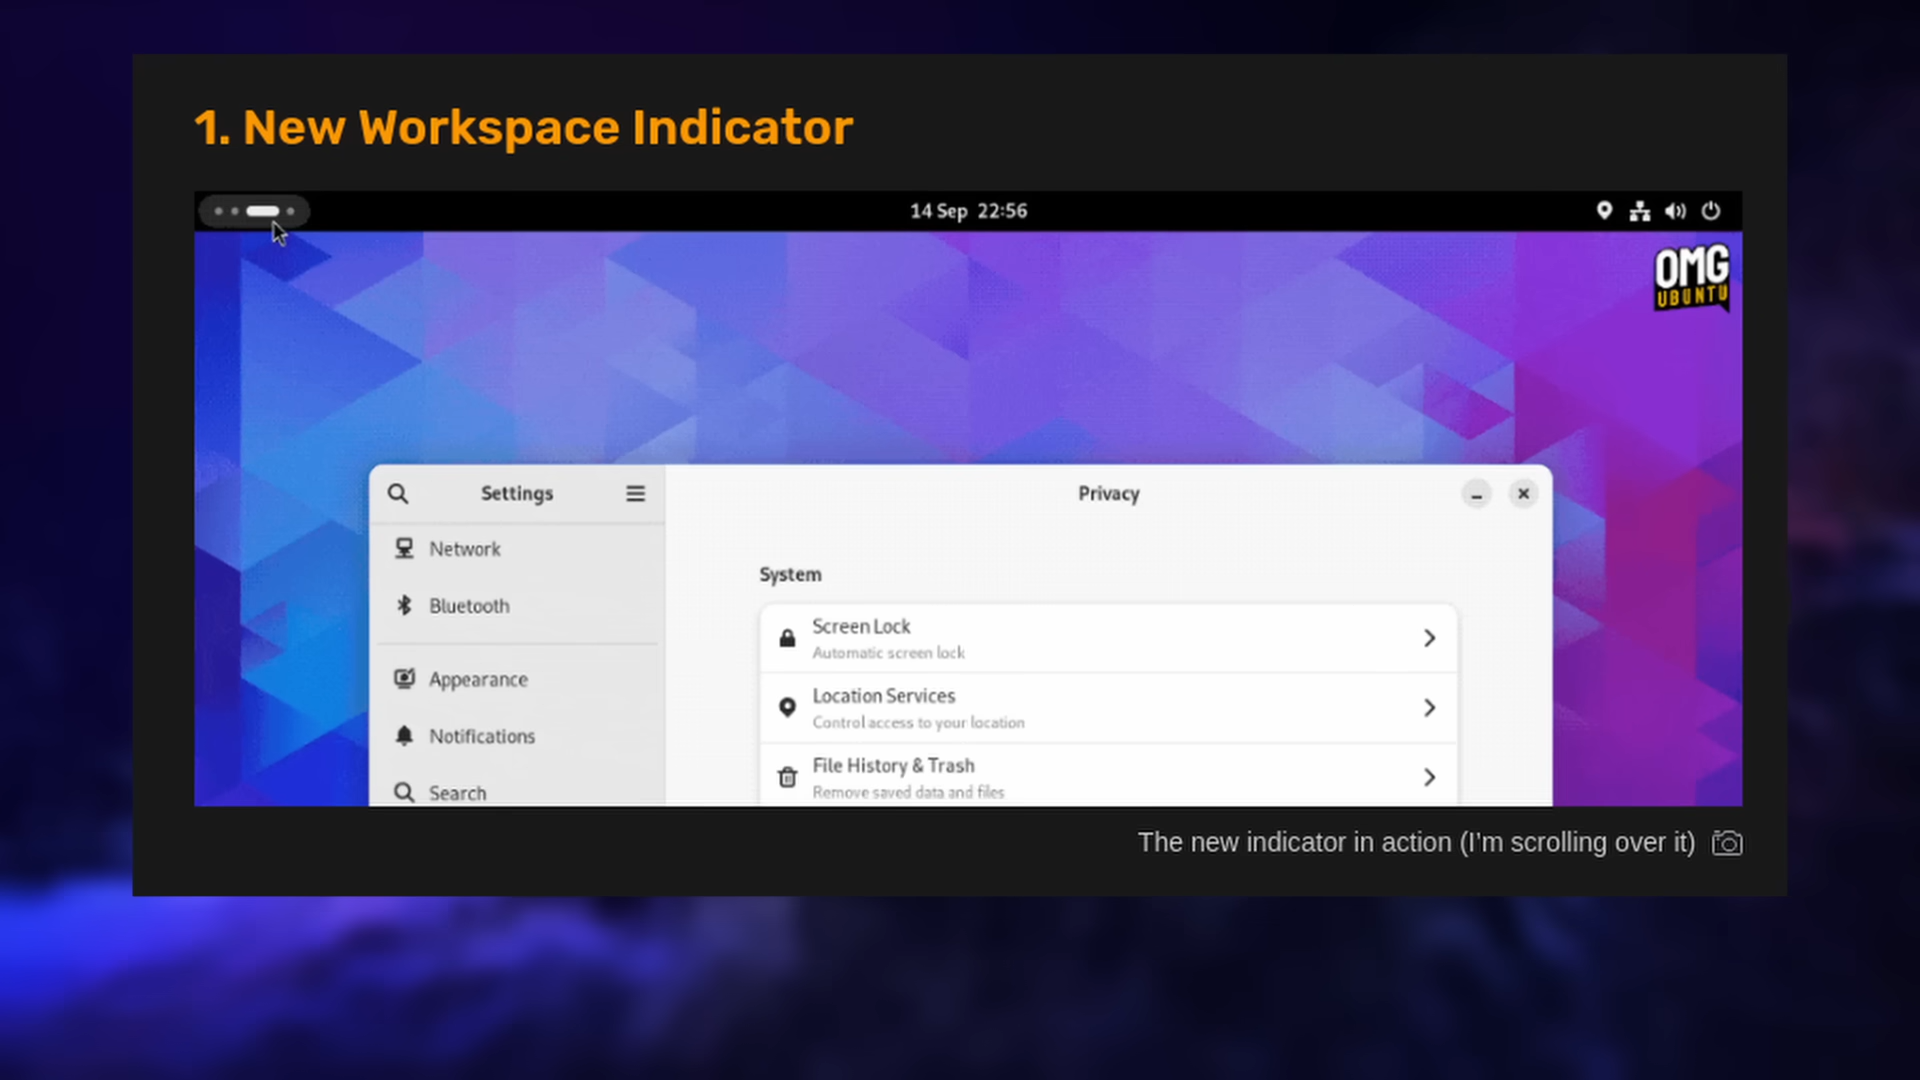 1. New Workspace Indicator
14 Sep 22:56
OMG
UBUNTU
Settings
Privacy
Network
Bluetooth
Appearance
Notifications
Search
System
Screen Lock
Automatic screen lock
Location Services
Control access to your location
File History & Trash
Remove saved data and files
The new indicator in action (I'm scrolling over it)